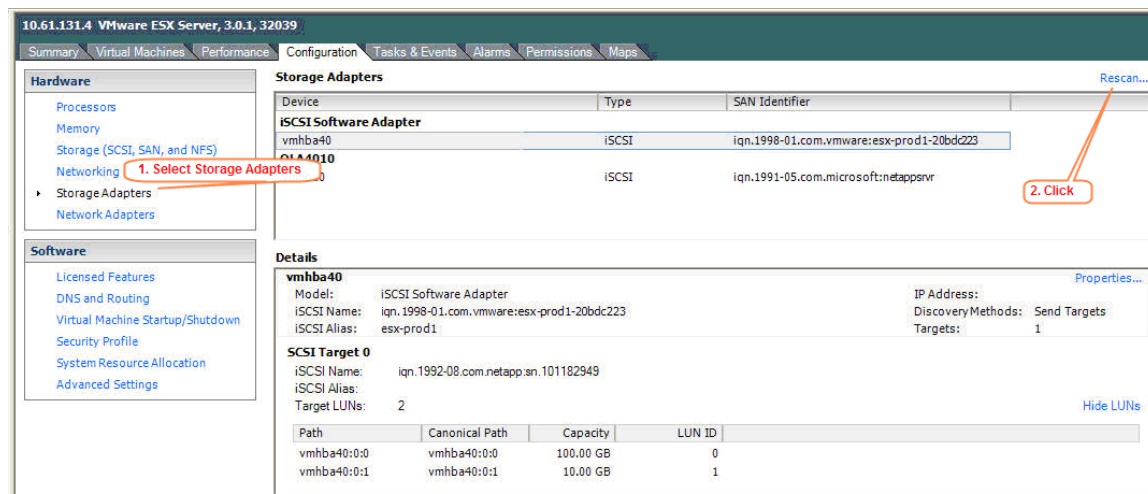 10.61.131.4 VMware ESX Server, 3.0.1, 32039
Summary Virtual Machines Performance Configuration Tasks & Events Alarms Permissions Maps
Hardware
Processors
Memory
Storage (SCSI, SAN, and NFS)
Networking
1. Select Storage Adapters
Storage Adapters
Network Adapters
Software
Licensed Features
DNS and Routing
Virtual Machine Startup/Shutdown
Security Profile
System Resource Allocation
Advanced Settings
Storage Adapters
Rescan...
Device Type SAN Identifier
iSCSI Software Adapter
vmhba40 iSCSI iqn.1998-01.com.vmware:esx-prod1-20bdc223
QLA4010
iSCSI iqn.1991-05.com.microsoft:netappsrvr
2. Click
Details
vmhba40 Properties...
Model: iSCSI Software Adapter IP Address:
iSCSI Name: iqn.1998-01.com.vmware:esx-prod1-20bdc223 Discovery Methods: Send Targets
iSCSI Alias: esx-prod1 Targets: 1
SCSI Target 0
iSCSI Name: iqn.1992-08.com.netapp:sn.101182949
iSCSI Alias:
Target LUNs: 2 Hide LUNs
Path Canonical Path Capacity LUN ID
vmhba40:0:0 vmhba40:0:0 100.00 GB 0
vmhba40:0:1 vmhba40:0:1 10.00 GB 1